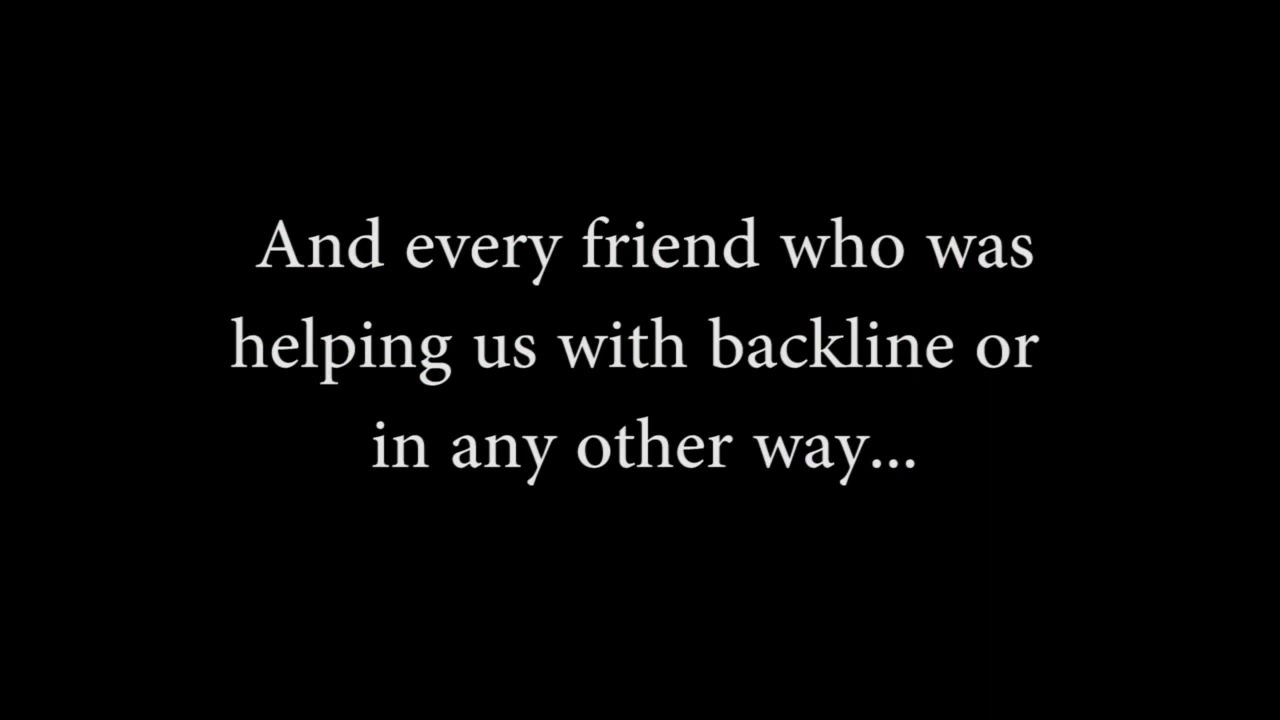 And every friend who was
helping us with backline or
in any other way...